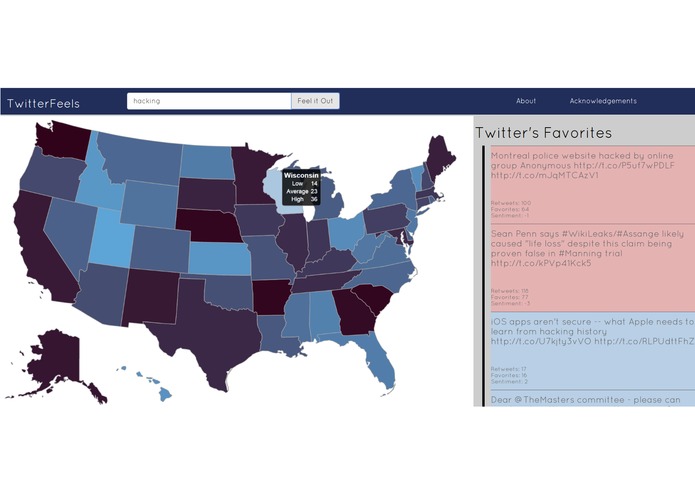 TwitterFeels
hacking
Feel it Out
About
Acknowledgements
Wisconsin
Low 14
Average 23
High 36
Twitter's Favorites
Montreal police website hacked by online
group Anonymous http://t.co/P5uf7wPDLF
http://t.co/mJqMTCAzV1
Retweets: 100
Favorites: 64
Sentiment: -1
Sean Penn says #WikiLeaks/#Assange likely
caused "life loss" despite this claim being
proven false in #Manning trial
http://t.co/kPVp41Kck5
Retweets: 118
Favorites: 77
Sentiment: -3
iOS apps aren't secure -- what Apple needs to
learn from hacking history
http://t.co/U7kjty3vVO http://t.co/RLPUdttFhZ
Retweets: 17
Favorites: 16
Sentiment: 2
Dear @TheMasters committee - please can